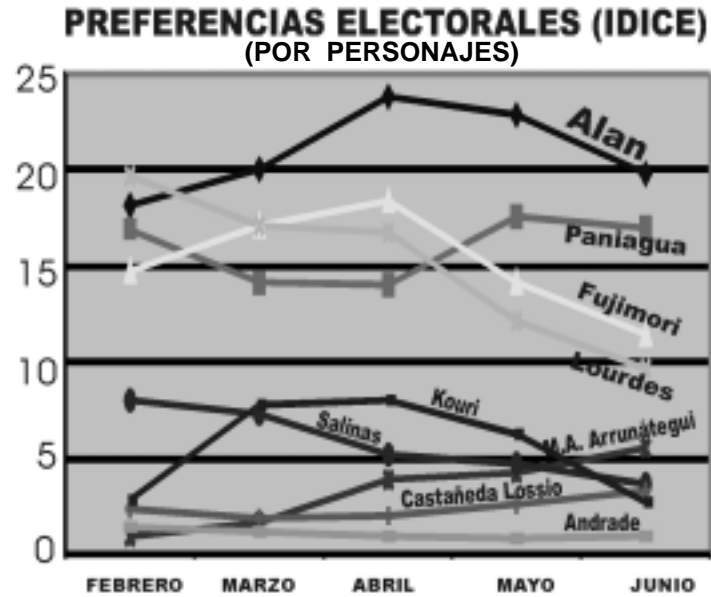 PREFERENCIAS ELECTORALES (IDICE)
(POR PERSONAJES)
25
Alan
20
Paniagua
15
Fujimori
10
Lourdes
Kouri
Salinas
M.A. Arrunátegui
5
Castañeda Lossio
Andrade
0
FEBRERO MARZO ABRIL MAYO JUNIO